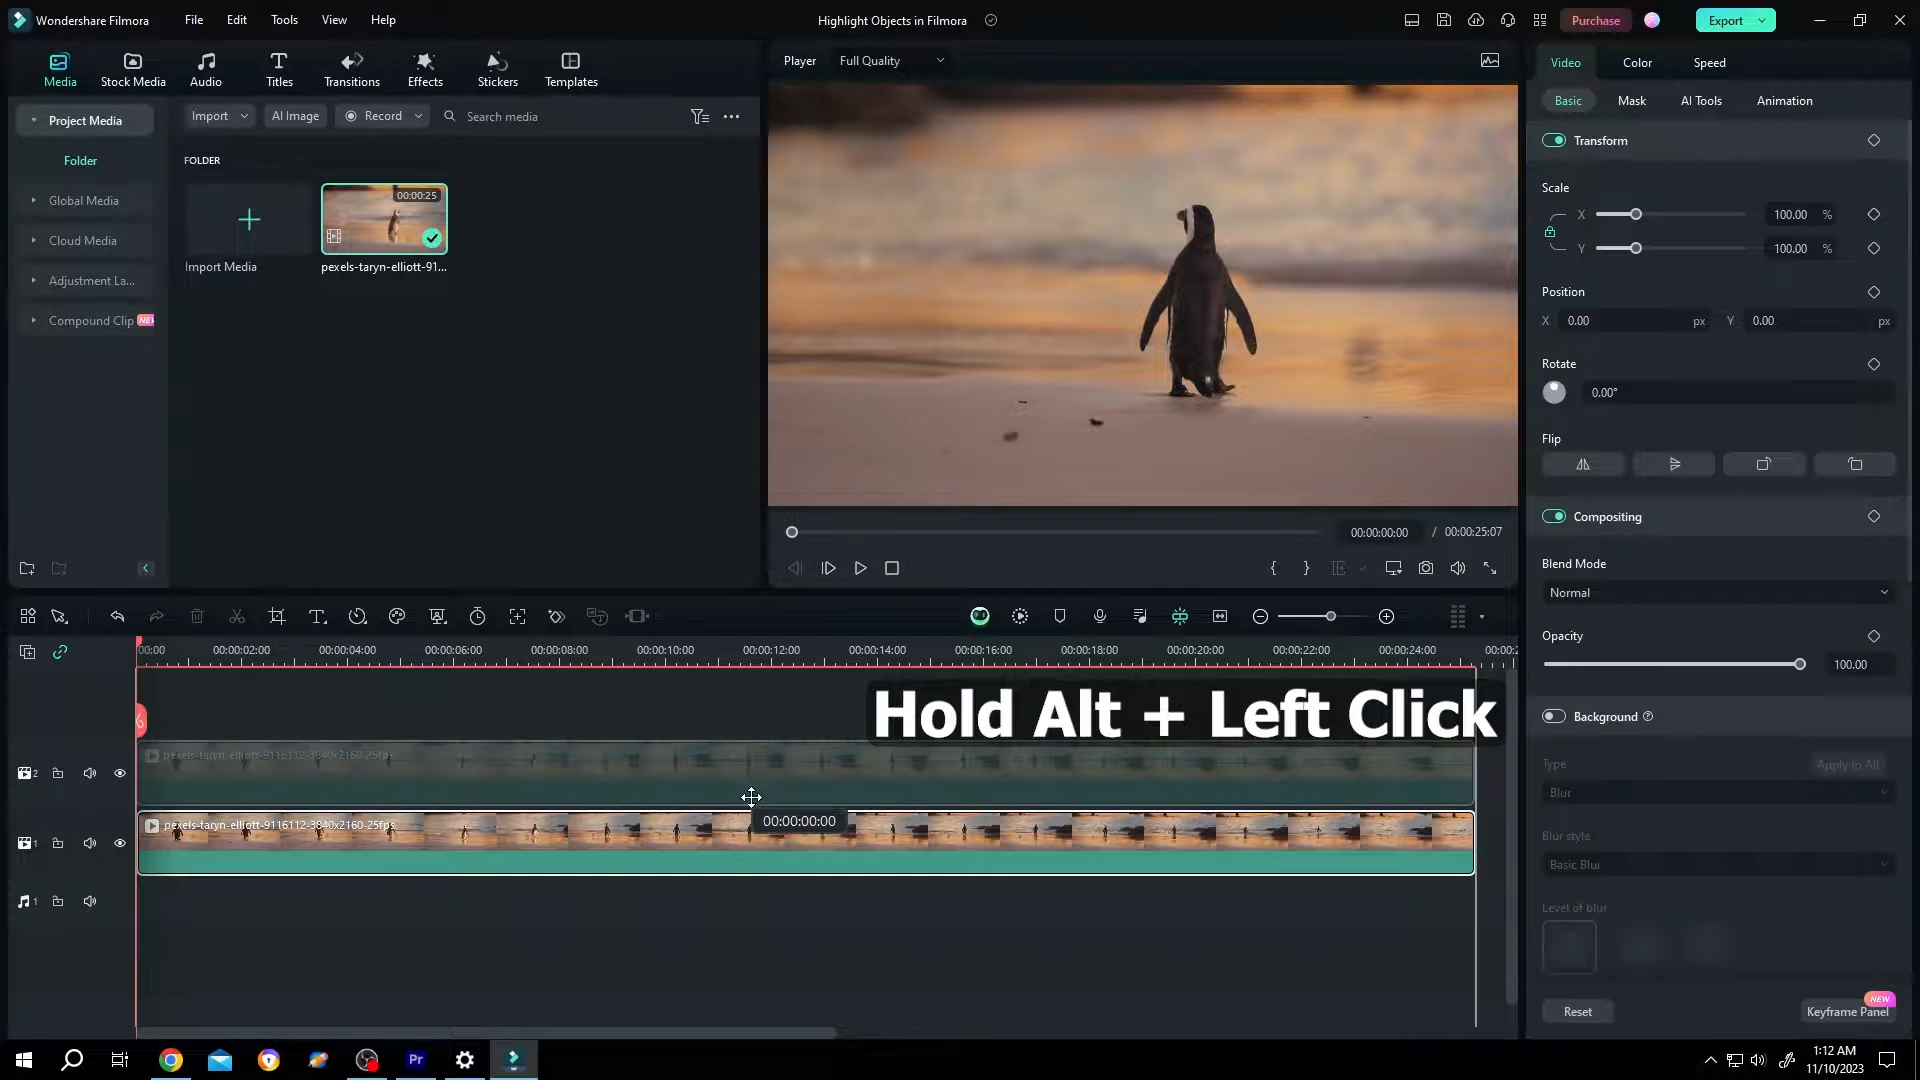 Wondershare Filmora
File
Edit
Tools
View
Help
Highlight Objects in Filmora
Purchase
Export
Media
Stock Media
Audio
Titles
Transitions
Effects
Stickers
Templates
Player
Full Quality
Video
Color
Speed
Project Media
Import
AI Image
Record
Search media
Basic
Mask
AI Tools
Animation
Folder
FOLDER
Transform
Global Media
00:00:25
Scale
Cloud Media
X
100.00
%
Import Media
pexels-taryn-elliott-91...
Y
100.00
%
Adjustment La...
Position
Compound Clip
NEW
X
0.00
px
Y
0.00
px
Rotate
0.00°
Flip
Compositing
00:00:00:00
/
00:00:25:07
Blend Mode
Normal
Opacity
100.00
00:00
00:00:02:00
00:00:04:00
00:00:06:00
00:00:08:00
00:00:10:00
00:00:12:00
00:00:14:00
00:00:16:00
00:00:18:00
00:00:20:00
00:00:22:00
00:00:24:00
00:00:2
Hold Alt + Left Click
Background
pexels-taryn-elliott-9116112-3840x2160-25fps
2
Type
Apply to All
Blur
00:00:00:00
pexels-taryn-elliott-9116112-3840x2160-25fps
1
Blur style
Basic Blur
1
Level of blur
NEW
Reset
Keyframe Panel
Pr
1:12 AM
11/10/2023